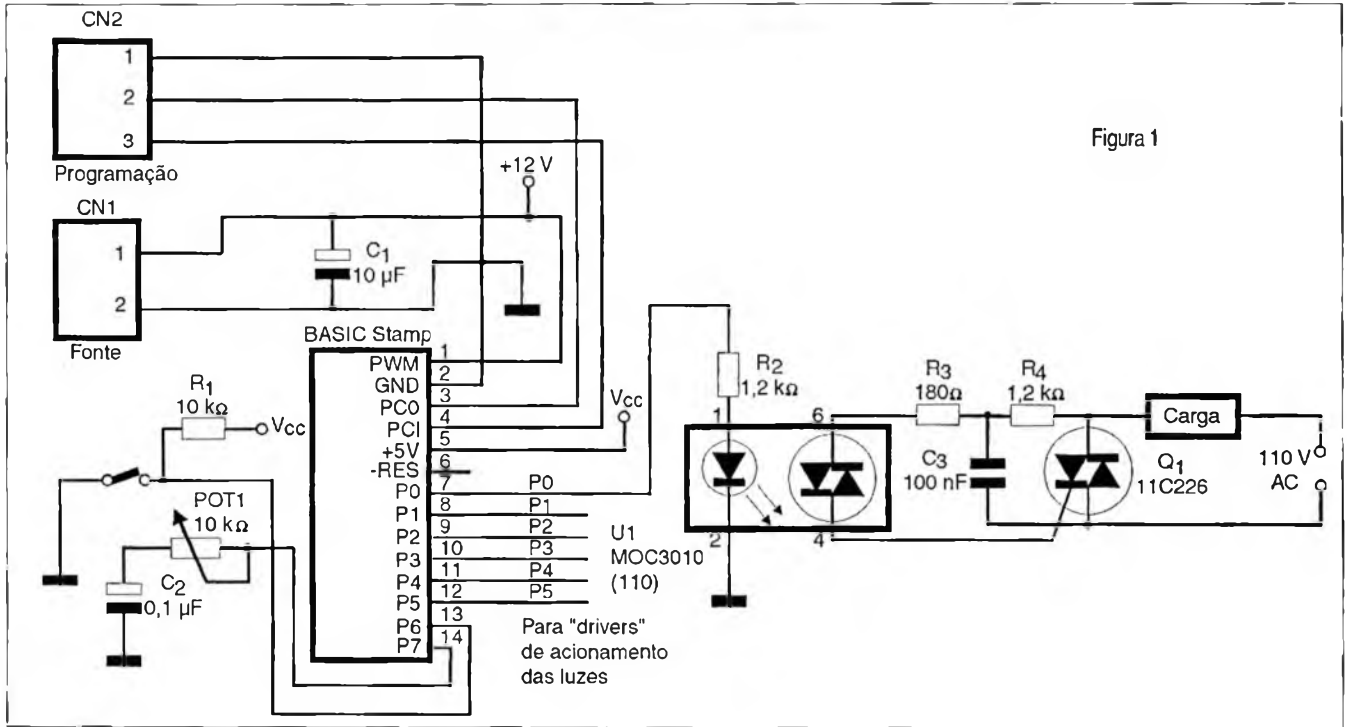 CN2
1
2
3
Programação
Figura 1
+12 V
CN1
1
2
Fonte
C1
10 µF
BASIC Stamp
PWM
GND
PC0
PCI
+5V
-RES
P0
P1
P2
P3
P4
P5
P6
P7
1
2
3
4
5
6
7
8
9
10
11
12
13
14
Vcc
R1
10 kΩ
Vcc
POT1
10 kΩ
C2
0,1 µF
P0
P1
P2
P3
P4
P5
U1
MOC3010
(110)
Para "drivers"
de acionamento
das luzes
R2
1,2 kΩ
1
2
6
4
R3
180Ω
R4
1,2 kΩ
C3
100 nF
Q1
11C226
Carga
110 V
AC